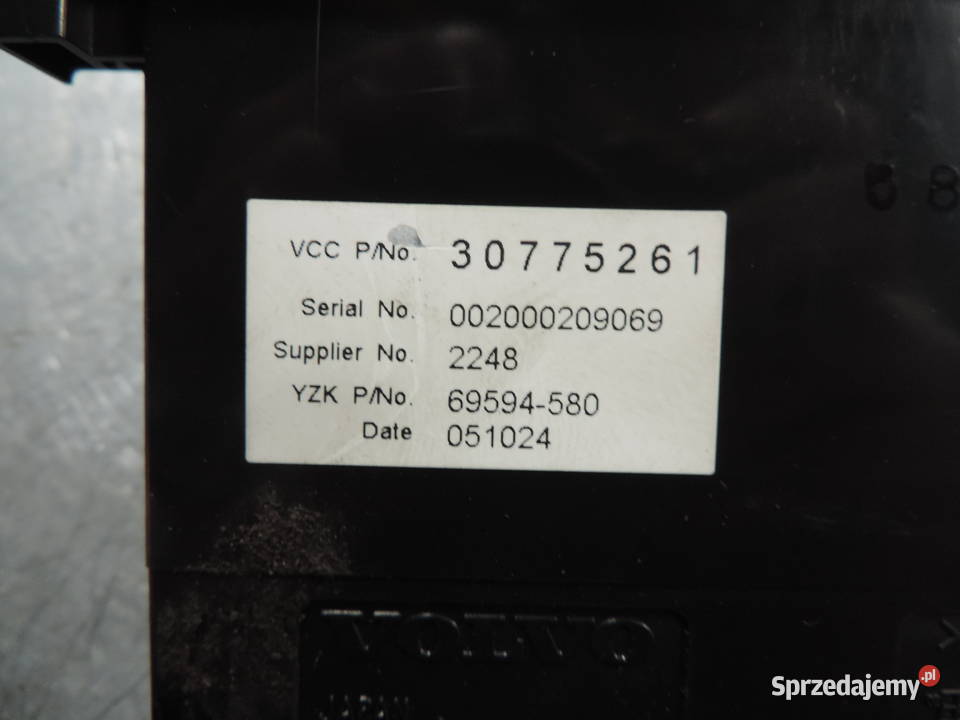 VCC P/No. 30775261
Serial No. 002000209069
Supplier No. 2248
YZK P/No. 69594-580
Date 051024
VOLVO
Sprzedajemy.pl